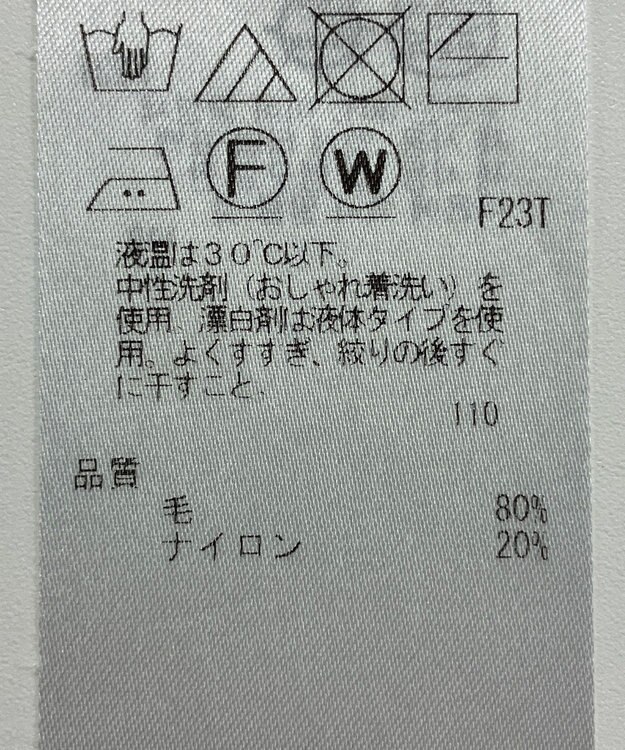 F
W
F23T
液温は30℃以下。
中性洗剤（おしゃれ着洗い）を
使用、漂白剤は液体タイプを使
用。よくすすぎ、絞りの後すぐ
に干すこと。
110
品質
毛 80%
ナイロン 20%